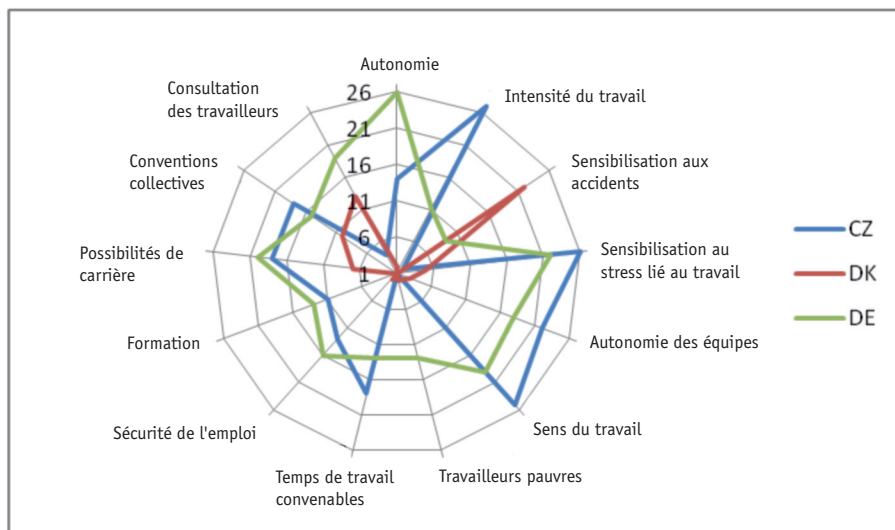 Autonomie
Intensité du travail
Sensibilisation aux
accidents
Sensibilisation au
stress lié au travail
Autonomie des équipes
Sens du travail
Travailleurs pauvres
Temps de travail
convenables
Sécurité de l'emploi
Formation
Possibilités de
carrière
Conventions
collectives
Consultation
des travailleurs
26
21
16
11
6
1
CZ
DK
DE